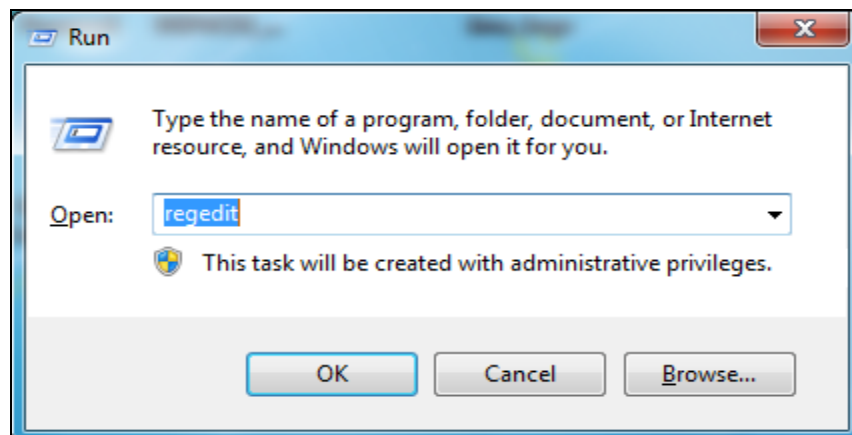 Run
Type the name of a program, folder, document, or Internet
resource, and Windows will open it for you.
Open:
regedit
This task will be created with administrative privileges.
OK
Cancel
Browse...